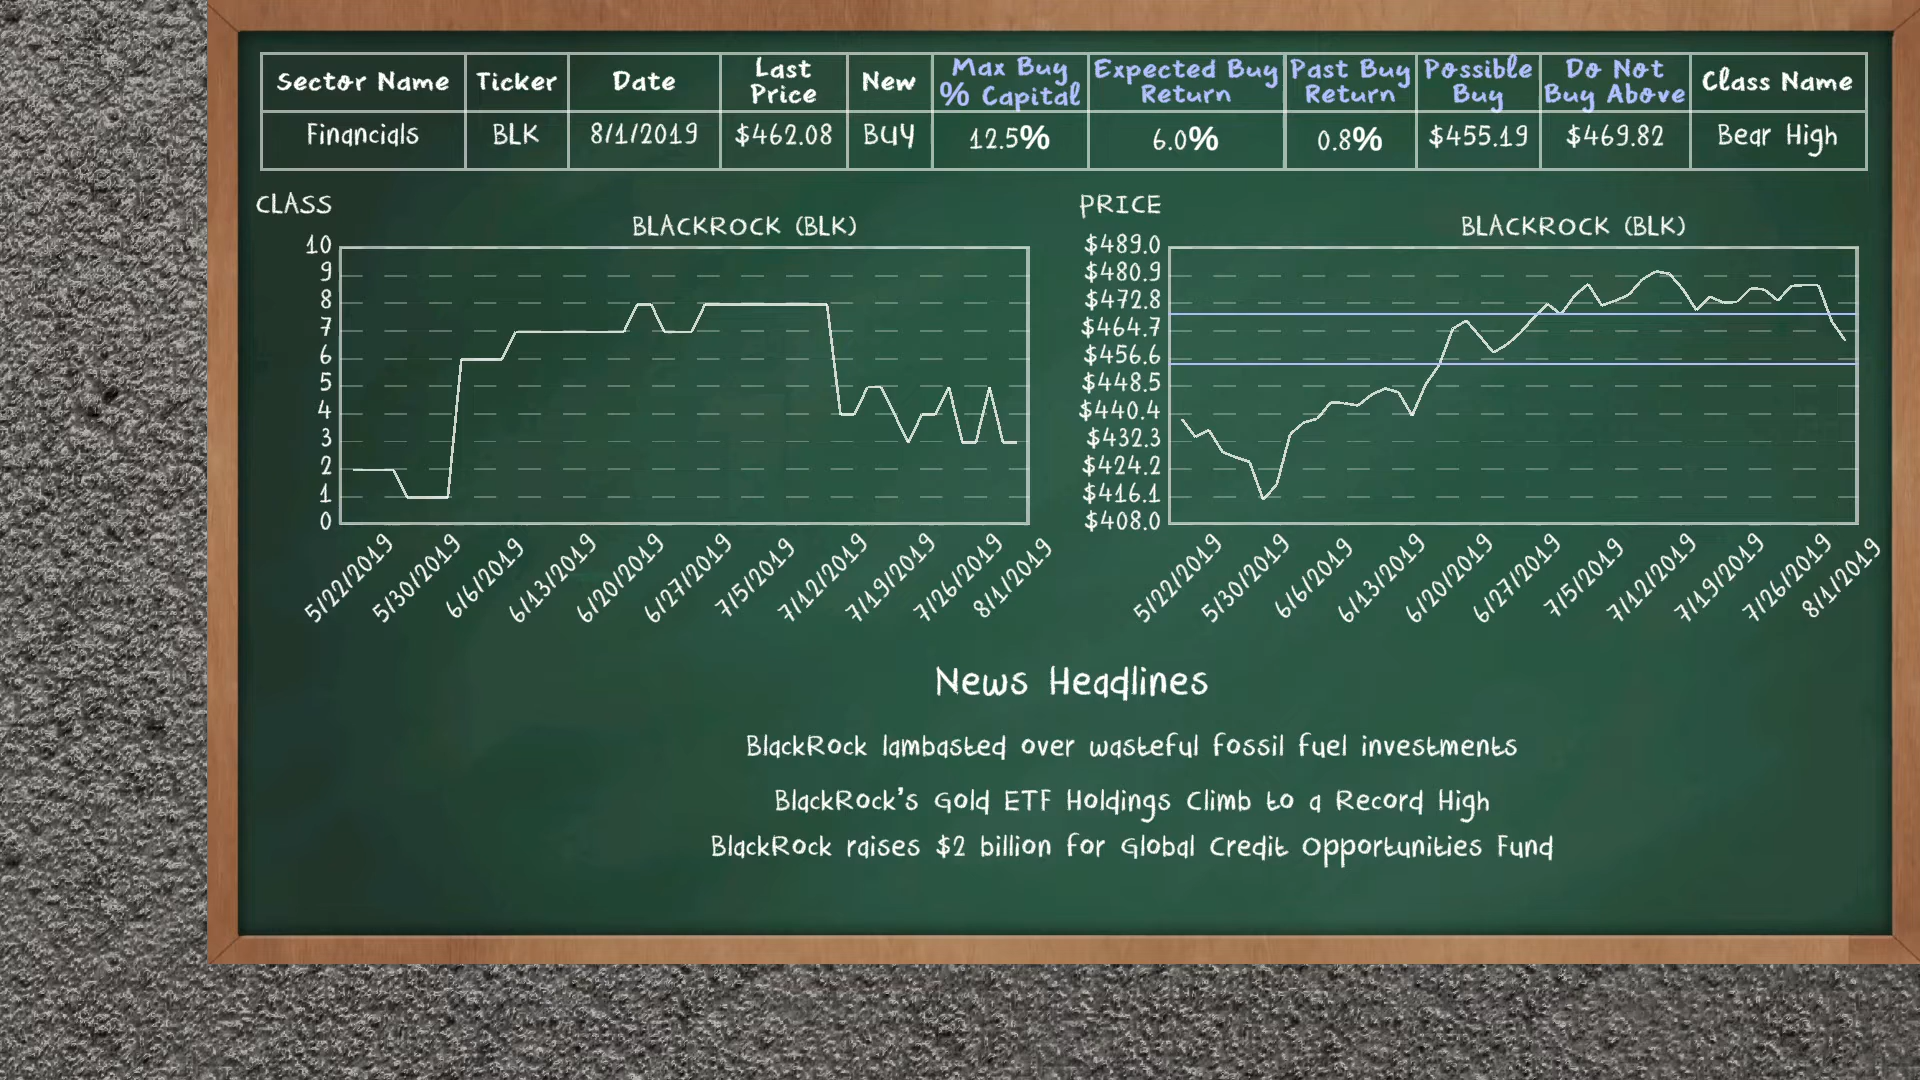 Sector Name Ticker Date Last Price New Max Buy % Capital Expected Buy Return Past Buy Return Possible Buy Do Not Buy Above Class Name
Financials BLK 8/1/2019 $462.08 BUY 12.5% 6.0% 0.8% $455.19 $469.82 Bear High
CLASS
BLACKROCK (BLK)
10
9
8
7
6
5
4
3
2
1
0
5/22/2019 5/30/2019 6/6/2019 6/13/2019 6/20/2019 6/27/2019 7/5/2019 7/12/2019 7/19/2019 7/26/2019 8/1/2019
PRICE
BLACKROCK (BLK)
$489.0
$480.9
$472.8
$464.7
$456.6
$448.5
$440.4
$432.3
$424.2
$416.1
$408.0
5/22/2019 5/30/2019 6/6/2019 6/13/2019 6/20/2019 6/27/2019 7/5/2019 7/12/2019 7/19/2019 7/26/2019 8/1/2019
News Headlines
BlackRock lambasted over wasteful fossil fuel investments
BlackRock's Gold ETF Holdings Climb to a Record High
BlackRock raises $2 billion for Global Credit Opportunities Fund